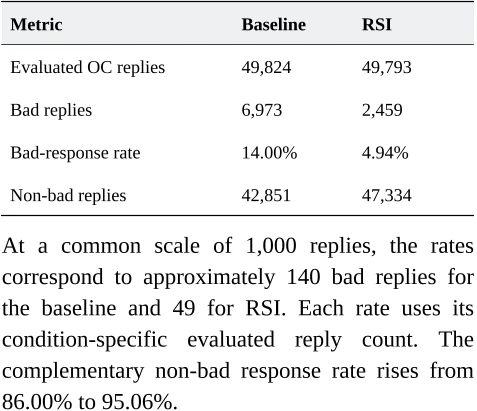 Metric Baseline RSI
Evaluated OC replies 49,824 49,793
Bad replies 6,973 2,459
Bad-response rate 14.00% 4.94%
Non-bad replies 42,851 47,334
At a common scale of 1,000 replies, the rates
correspond to approximately 140 bad replies for
the baseline and 49 for RSI. Each rate uses its
condition-specific evaluated reply count. The
complementary non-bad response rate rises from
86.00% to 95.06%.